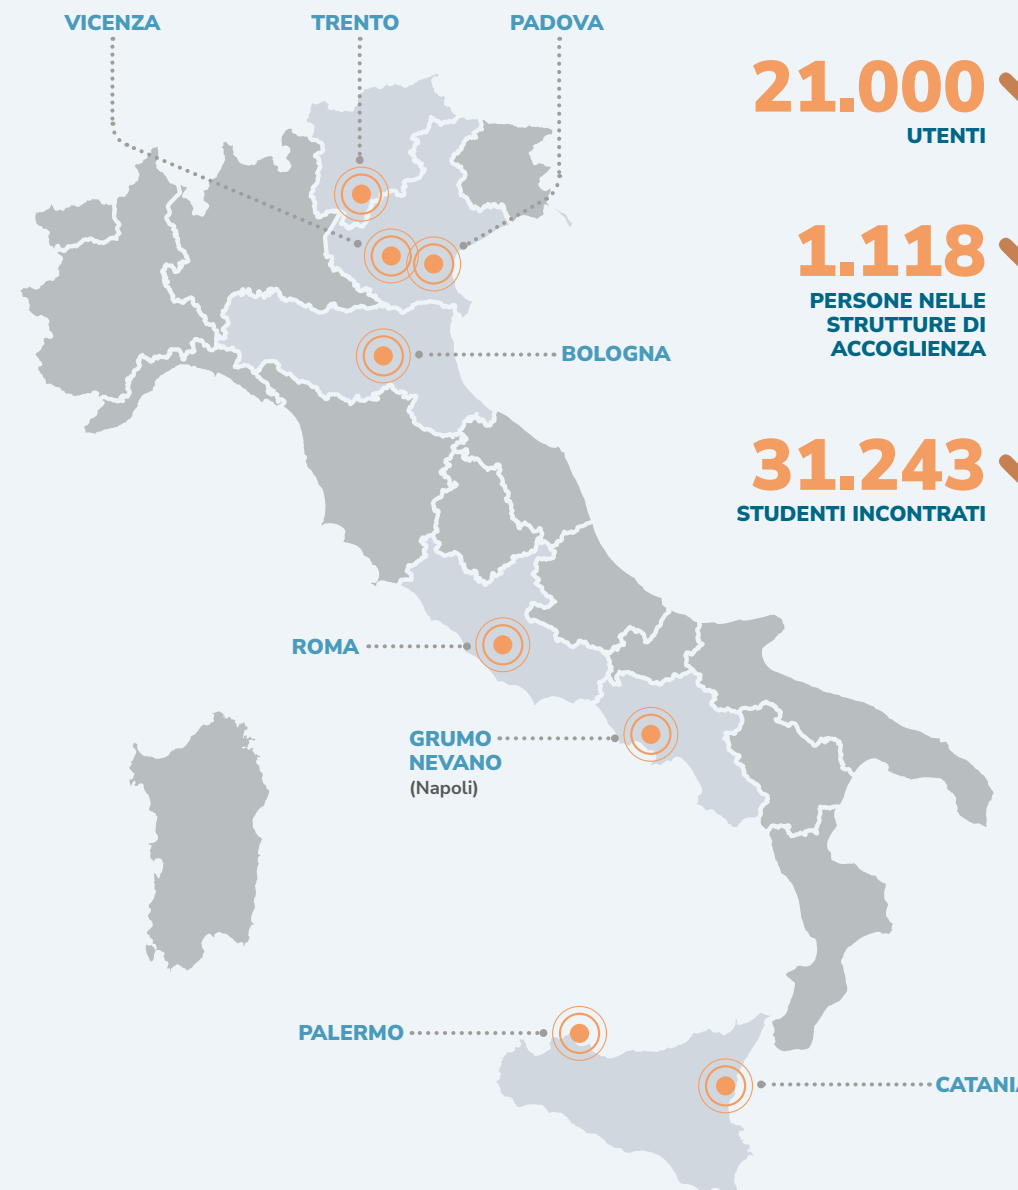 VICENZA
TRENTO
PADOVA
21.000
UTENTI
1.118
PERSONE NELLE
STRUTTURE DI
ACCOGLIENZA
BOLOGNA
31.243
STUDENTI INCONTRATI
ROMA
GRUMO
NEVANO
(Napoli)
PALERMO
CATANIA